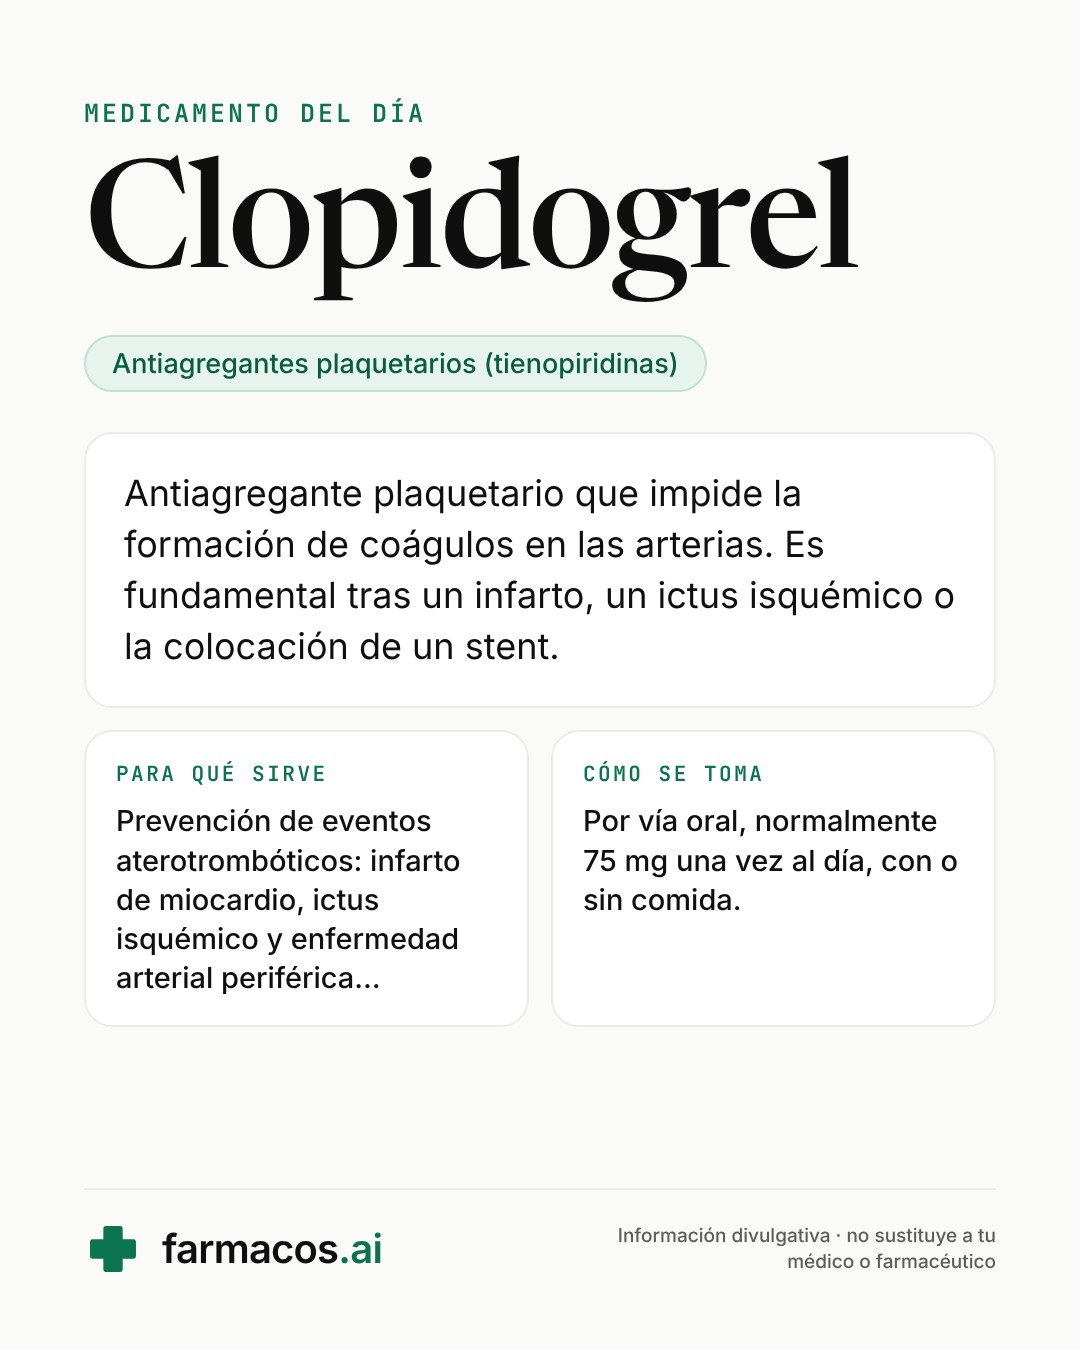 MEDICAMENTO DEL DÍA
Clopidogrel
Antiagregantes plaquetarios (tienopiridinas)
Antiagregante plaquetario que impide la
formación de coágulos en las arterias. Es
fundamental tras un infarto, un ictus isquémico o
la colocación de un stent.
PARA QUÉ SIRVE
Prevención de eventos
aterotrombóticos: infarto
de miocardio, ictus
isquémico y enfermedad
arterial periférica...
CÓMO SE TOMA
Por vía oral, normalmente
75 mg una vez al día, con o
sin comida.
farmacos.ai
Información divulgativa · no sustituye a tu
médico o farmacéutico